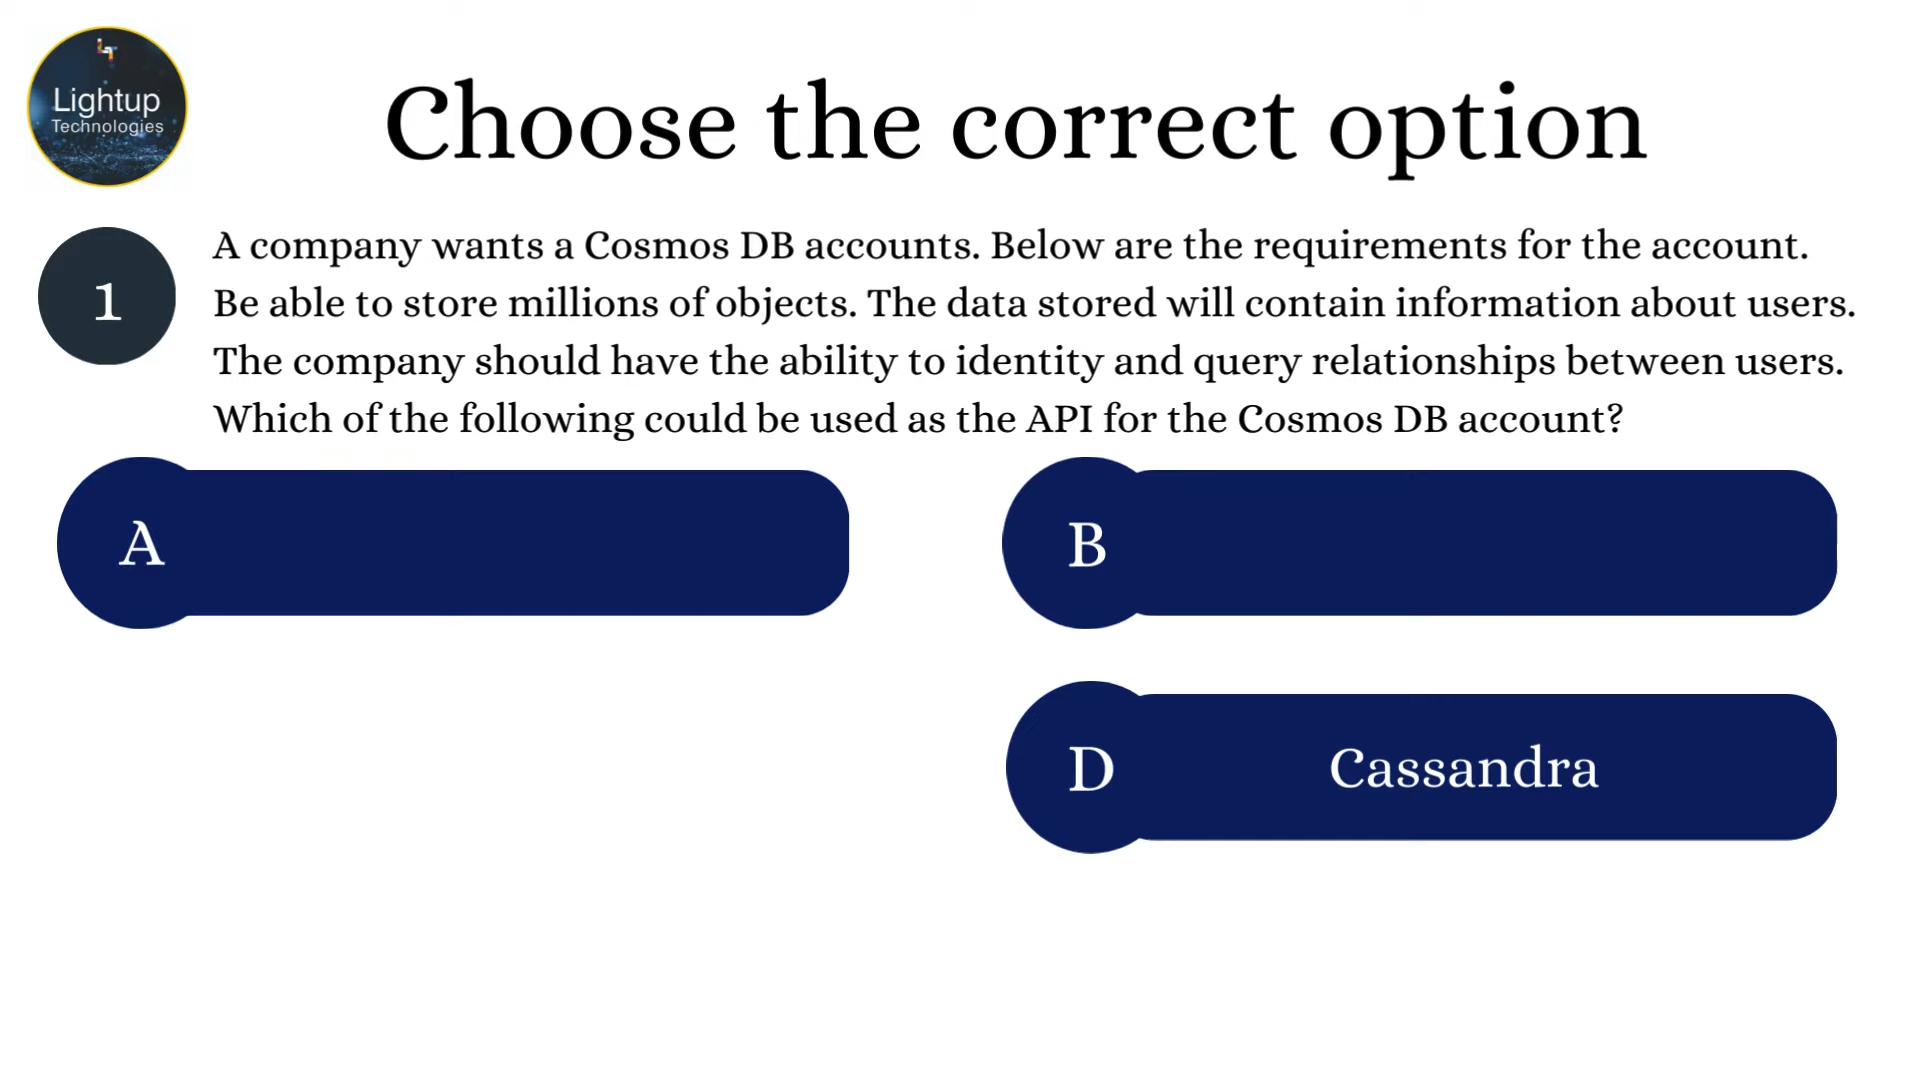 Lightup
Technologies
Choose the correct option
1
A company wants a Cosmos DB accounts. Below are the requirements for the account.
Be able to store millions of objects. The data stored will contain information about users.
The company should have the ability to identity and query relationships between users.
Which of the following could be used as the API for the Cosmos DB account?
A
B
D
Cassandra